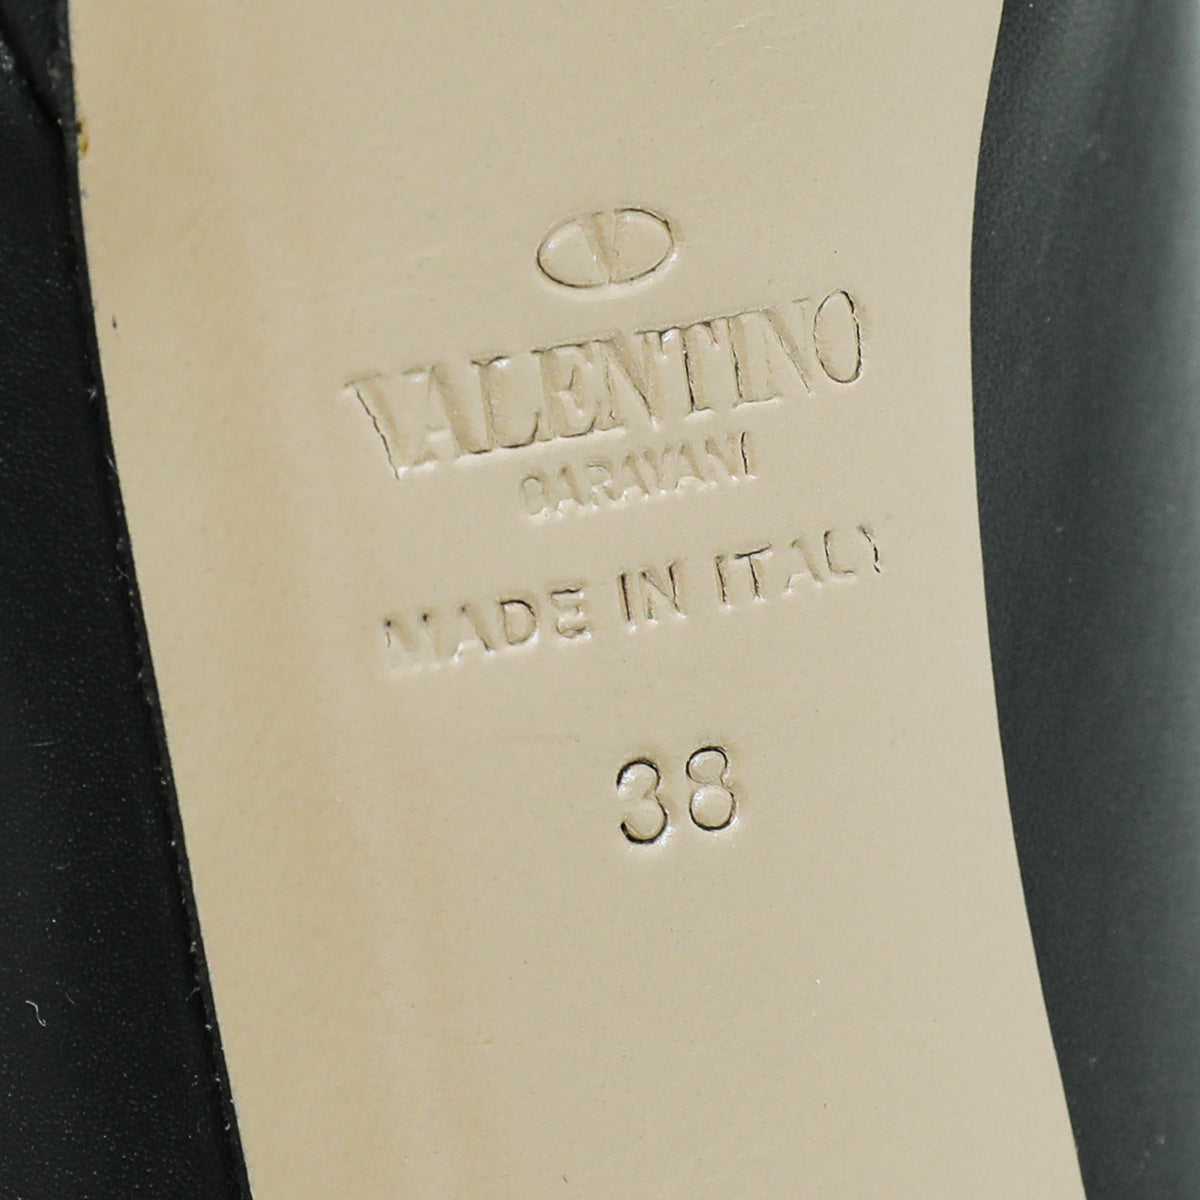 V
VALENTINO
GARAVANI
MADE IN ITALY
38